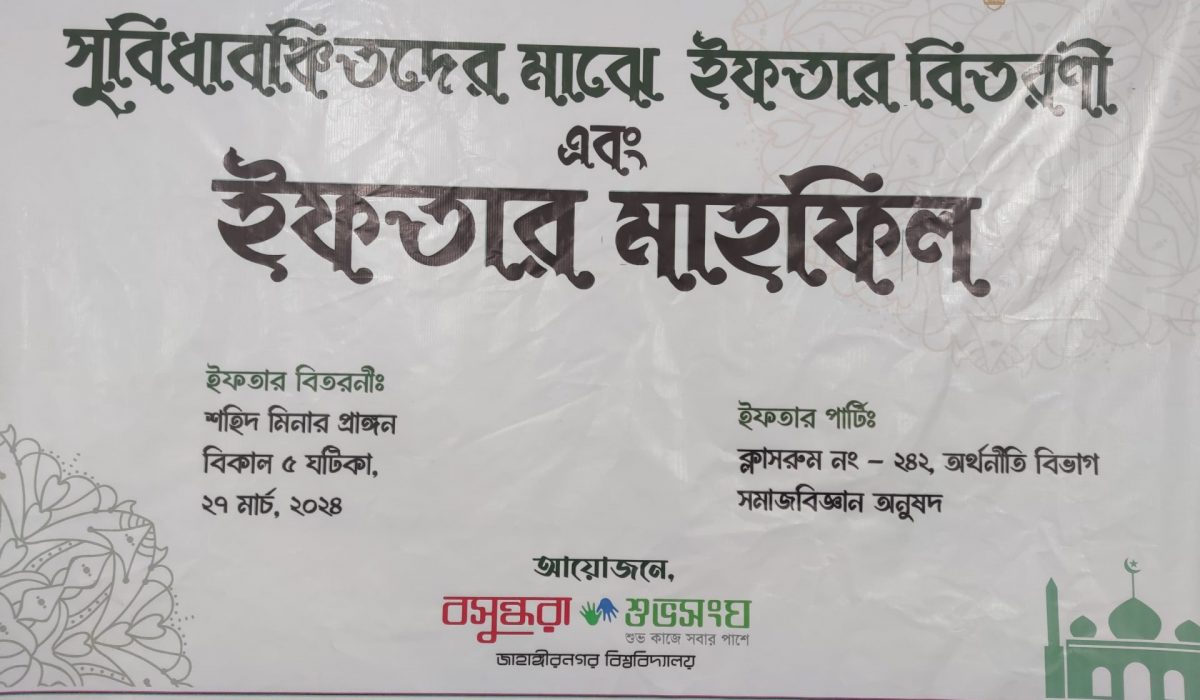 সুবিধাবঞ্চিতদের মাঝে ইফতার বিতরণী
এবং
ইফতার মাহফিল
ইফতার বিতরনীঃ
শহিদ মিনার প্রাঙ্গন
বিকাল ৫ ঘটিকা,
২৭ মার্চ, ২০২৪
ইফতার পার্টিঃ
ক্লাসরুম নং – ২৪২, অর্থনীতি বিভাগ
সমাজবিজ্ঞান অনুষদ
আয়োজনে,
বসুন্ধরা শুভসংঘ
শুভ কাজে সবার পাশে
জাহাঙ্গীরনগর বিশ্ববিদ্যালয়